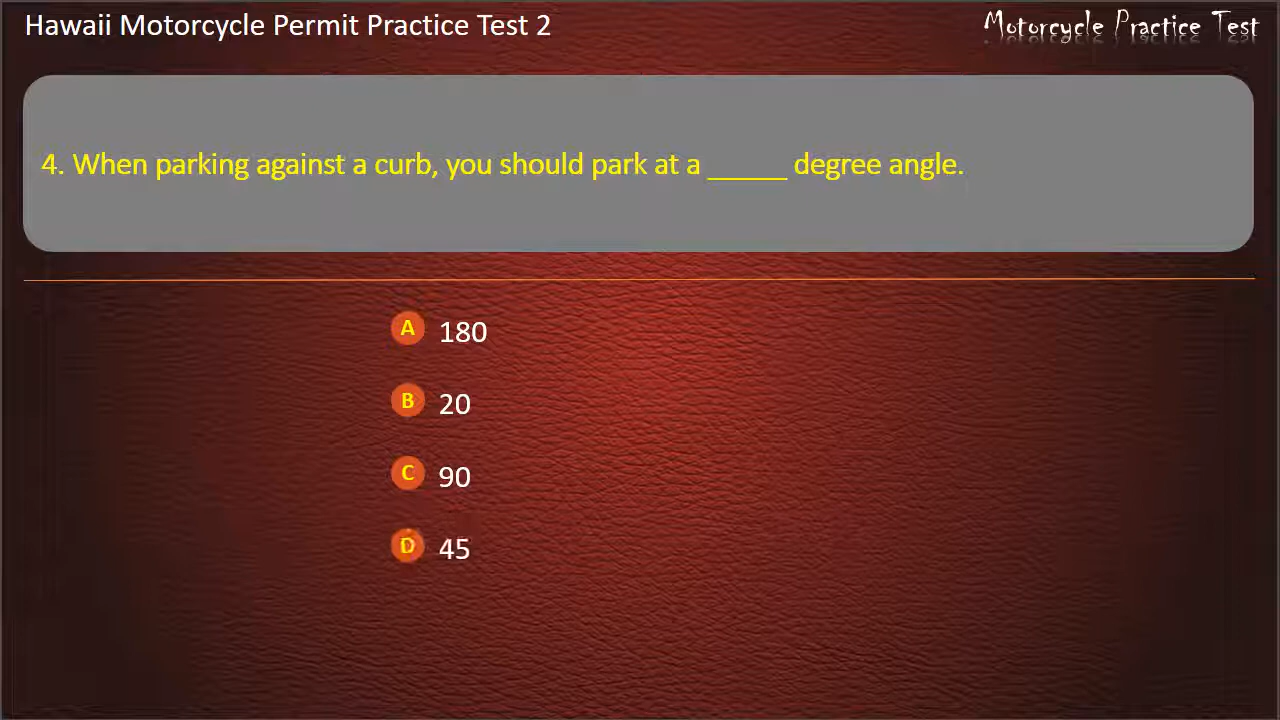 Hawaii Motorcycle Permit Practice Test 2
Motorcycle Practice Test
4. When parking against a curb, you should park at a _____ degree angle.
A 180
B 20
C 90
D 45